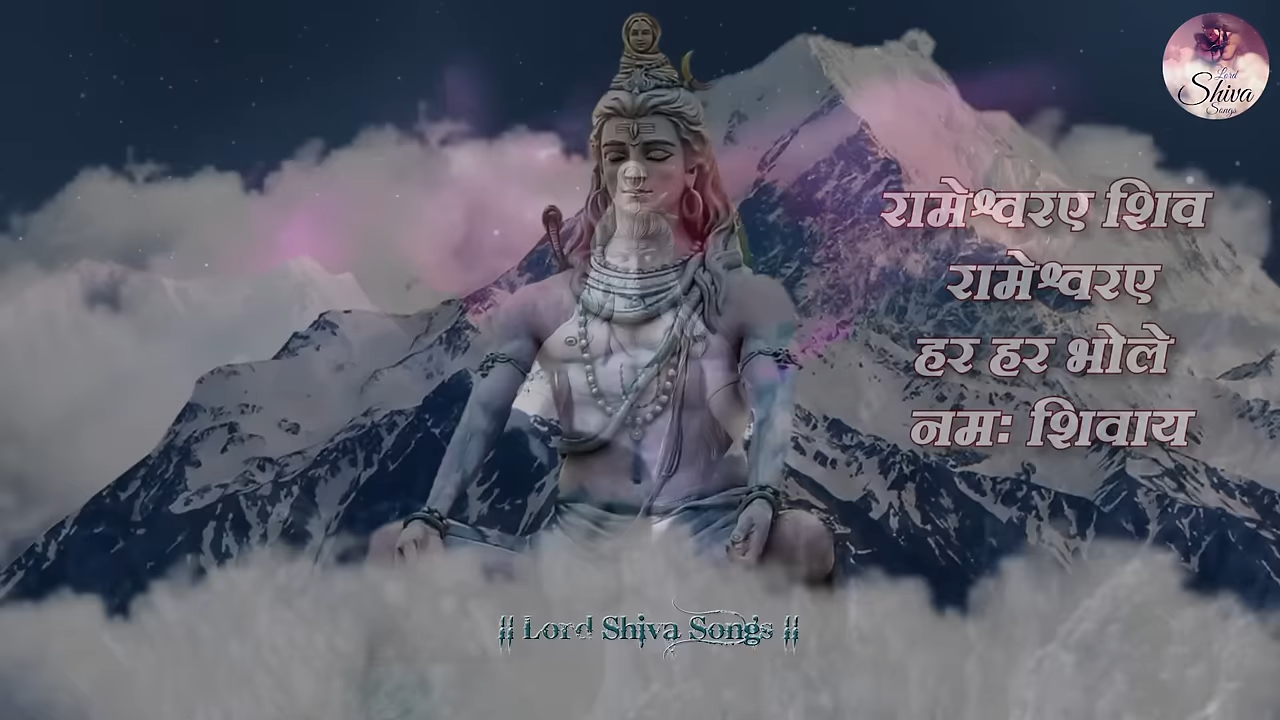 Lord
Shiva
Songs
रामेश्वरए शिव
रामेश्वरए
हर हर भोले
नमः शिवाय
|| Lord Shiva Songs ||